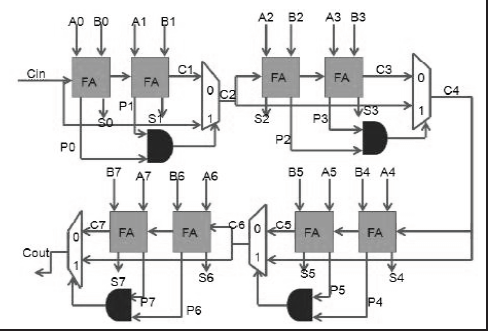 A0 B0 A1 B1 A2 B2 A3 B3
Cin FA FA C1 0 C2 FA FA C3 0 C4
P1 S0 S1 1 S2 P3 S3 1
P0 P2
B7 A7 B6 A6 B5 A5 B4 A4
Cout C7 0 FA FA C6 0 C5 FA FA
1 S7 S6 1 S5 S4
P7 P6 P5 P4